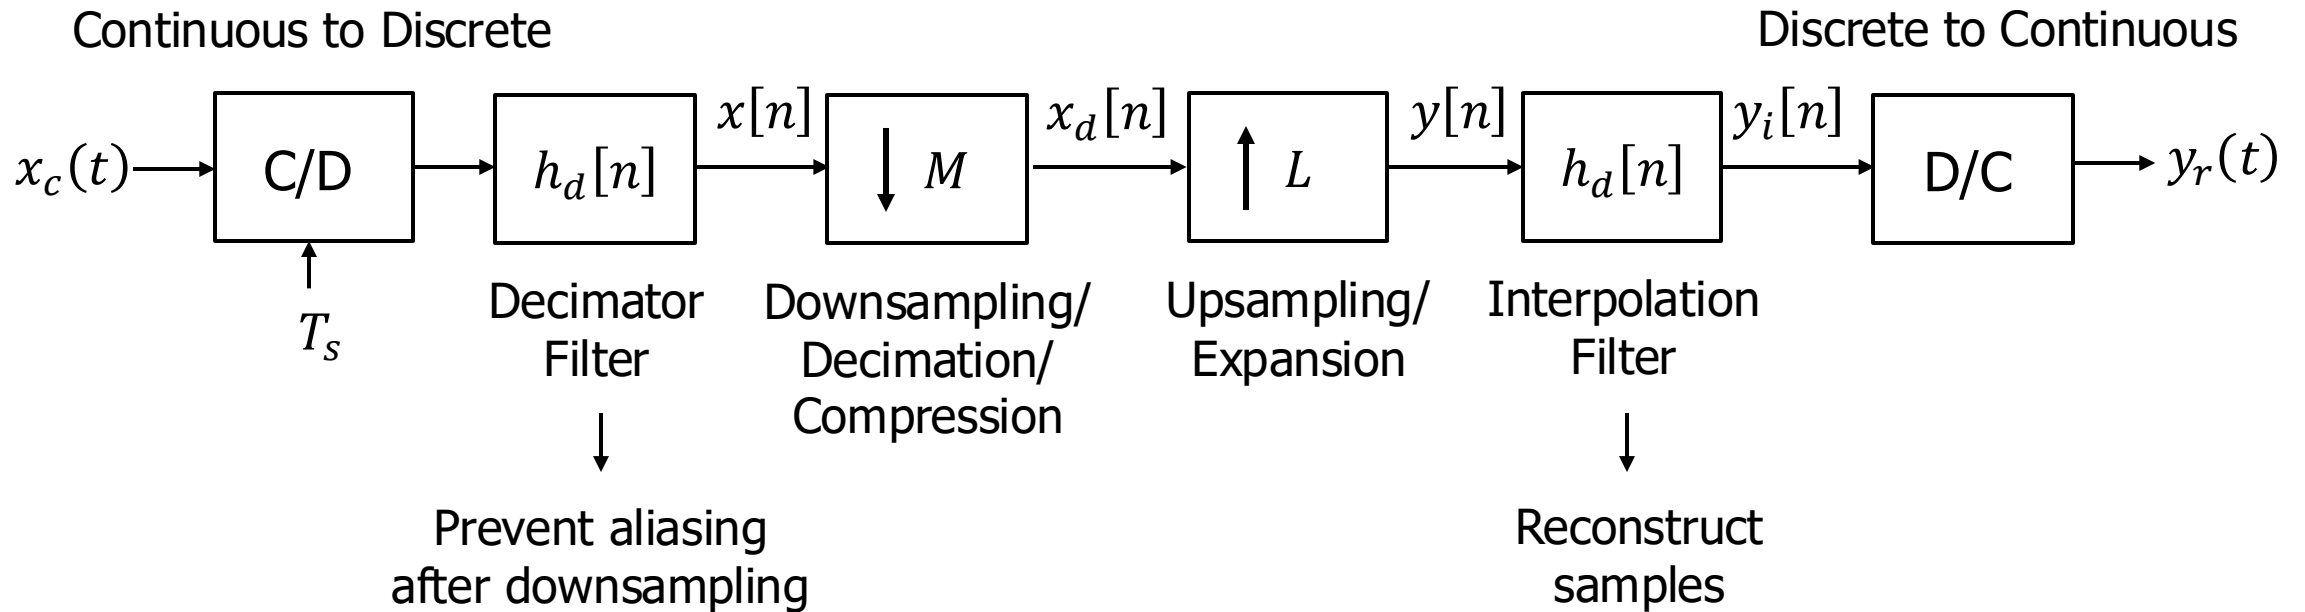 Continuous to Discrete
Discrete to Continuous
x_c(t)
C/D
h_d[n]
x[n]
↓ M
x_d[n]
↑ L
y[n]
h_d[n]
y_i[n]
D/C
y_r(t)
T_s
Decimator
Filter
Downsampling/
Decimation/
Compression
Upsampling/
Expansion
Interpolation
Filter
Prevent aliasing
after downsampling
Reconstruct
samples